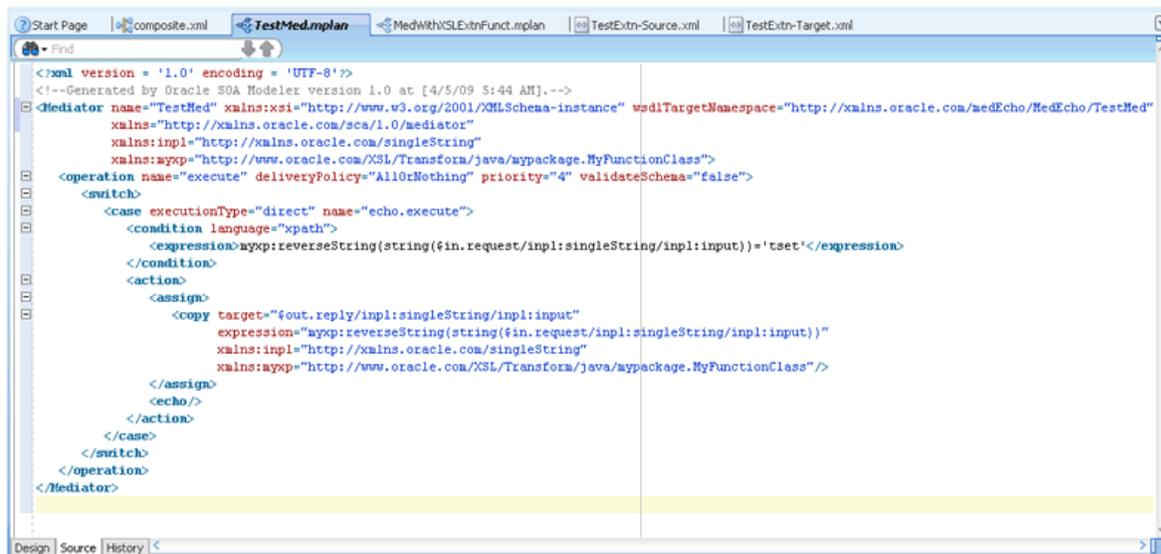 Start Page composite.xml TestMed.mplan MedWithXSLExtnFunct.mplan TestExtn-Source.xml TestExtn-Target.xml
Find
<?xml version = '1.0' encoding = 'UTF-8'?>
<!--Generated by Oracle SOA Modeler version 1.0 at [4/5/09 5:44 AM].-->
<Mediator name="TestMed" xmlns:xsi="http://www.w3.org/2001/XMLSchema-instance" wsdlTargetNamespace="http://xmlns.oracle.com/medEcho/MedEcho/TestMed"
xmlns="http://xmlns.oracle.com/sca/1.0/mediator"
xmlns:inp1="http://xmlns.oracle.com/singleString"
xmlns:myxp="http://www.oracle.com/XSL/Transform/java/mypackage.MyFunctionClass">
<operation name="execute" deliveryPolicy="AllOrNothing" priority="4" validateSchema="false">
<switch>
<case executionType="direct" name="echo.execute">
<condition language="xpath">
<expression>myxp:reverseString(string($in.request/inp1:singleString/inp1:input))='tset'</expression>
</condition>
<action>
<assign>
<copy target="$out.reply/inp1:singleString/inp1:input"
expression="myxp:reverseString(string($in.request/inp1:singleString/inp1:input))"
xmlns:inp1="http://xmlns.oracle.com/singleString"
xmlns:myxp="http://www.oracle.com/XSL/Transform/java/mypackage.MyFunctionClass"/>
</assign>
<echo/>
</action>
</case>
</switch>
</operation>
</Mediator>
Design Source History